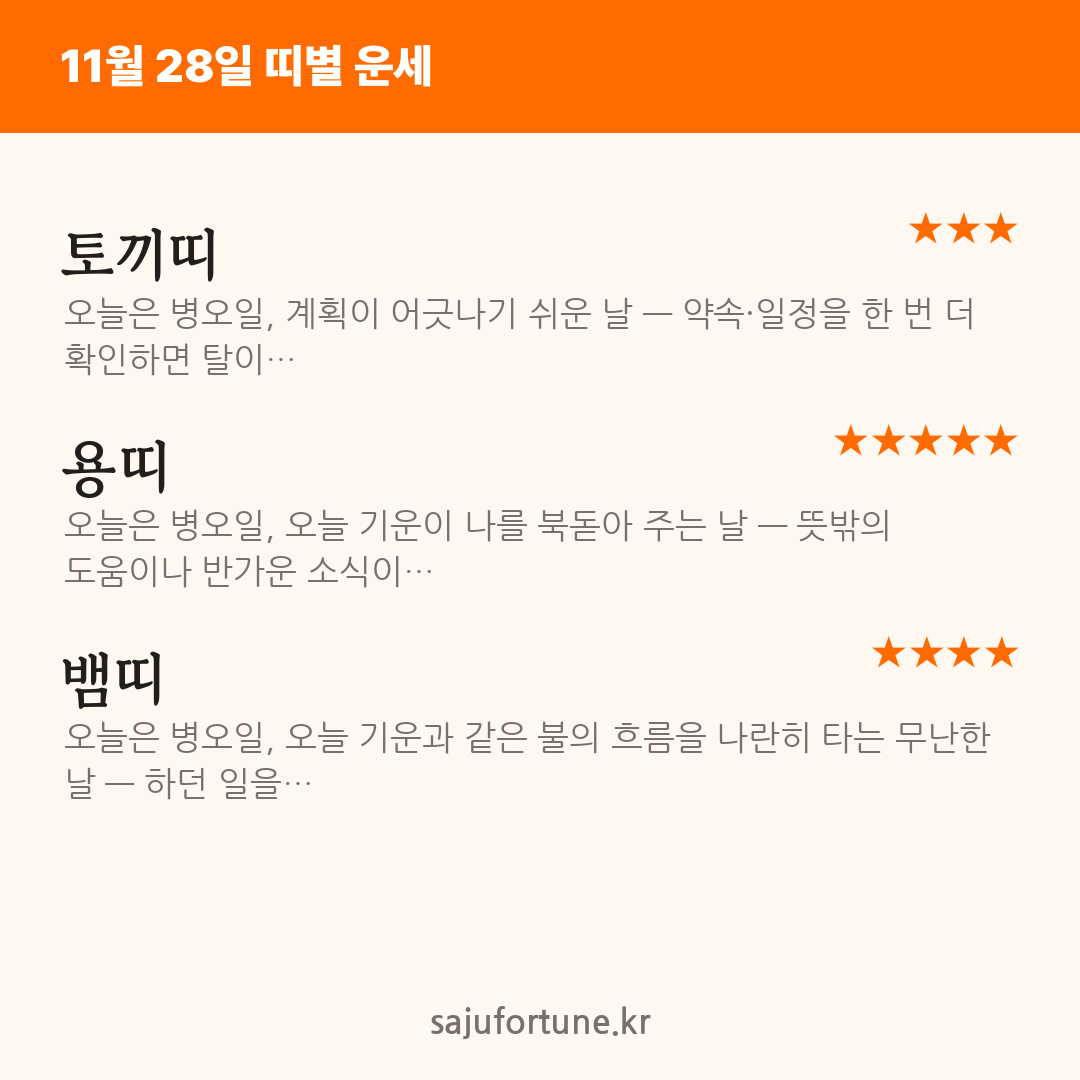 11월 28일 띠별 운세
토끼띠
★★★
오늘은 병오일, 계획이 어긋나기 쉬운 날 — 약속·일정을 한 번 더
확인하면 탈이…
용띠
★★★★★
오늘은 병오일, 오늘 기운이 나를 북돋아 주는 날 — 뜻밖의
도움이나 반가운 소식이…
뱀띠
★★★★
오늘은 병오일, 오늘 기운과 같은 불의 흐름을 나란히 타는 무난한
날 — 하던 일을…
sajufortune.kr